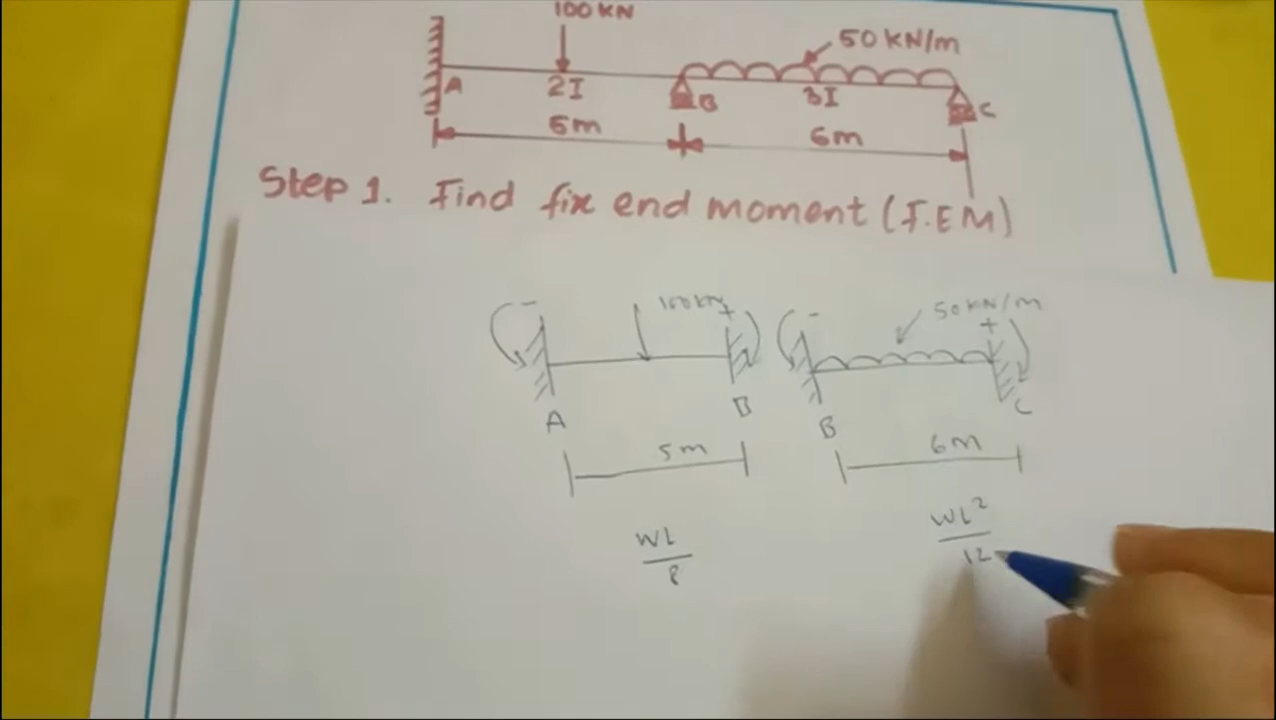 100 KN
50 KN/m
A 2I B 3I C
5m 6m
Step 1. Find fix end moment (F.EM)
- 100 KN + - 50 KN/m +
A B B C
5m 6m
WL/8 WL²/12